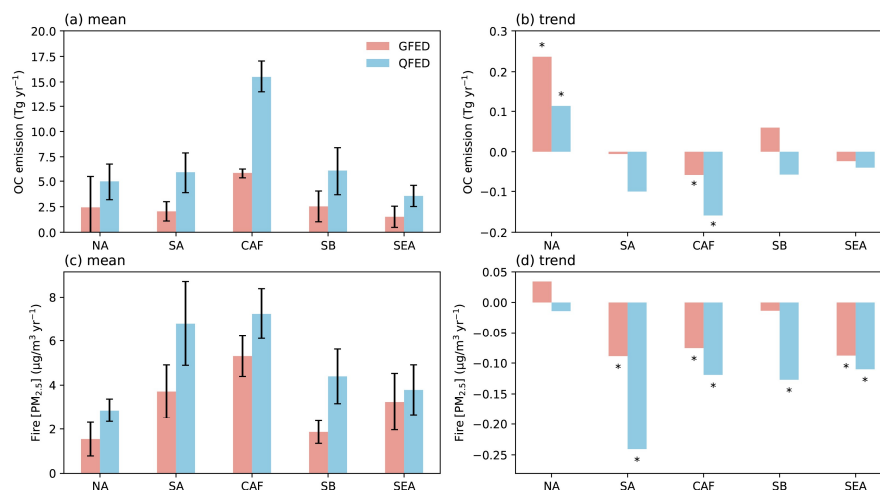 (a) mean
20.0
17.5
15.0
12.5
10.0
7.5
5.0
2.5
0.0
OC emission (Tg yr⁻¹)
GFED
QFED
NA SA CAF SB SEA
(b) trend
0.3
0.2
0.1
0.0
−0.1
−0.2
OC emission (Tg yr⁻¹)
* * * *
NA SA CAF SB SEA
(c) mean
8
6
4
2
0
Fire [PM₂.₅] (μg/m³ yr⁻¹)
NA SA CAF SB SEA
(d) trend
0.05
0.00
−0.05
−0.10
−0.15
−0.20
−0.25
Fire [PM₂.₅] (μg/m³ yr⁻¹)
* * * * * * *
NA SA CAF SB SEA